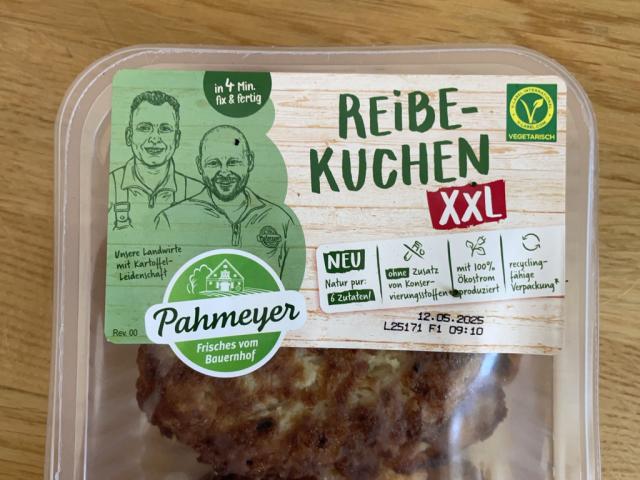 in 4 Min.
fix & fertig
REiBE-
KUCHEN
XXL
VEGETARISCH
Unsere Landwirte
mit Kartoffel-
Leidenschaft
NEU
Natur pur:
6 Zutaten!
ohne Zusatz
von Konser-
vierungsstoffen
mit 100%
Ökostrom
produziert
recycling-
fähige
Verpackung*
Pahmeyer
Frisches vom
Bauernhof
Rev. 00
12.05.2025
L25171 F1 09:10